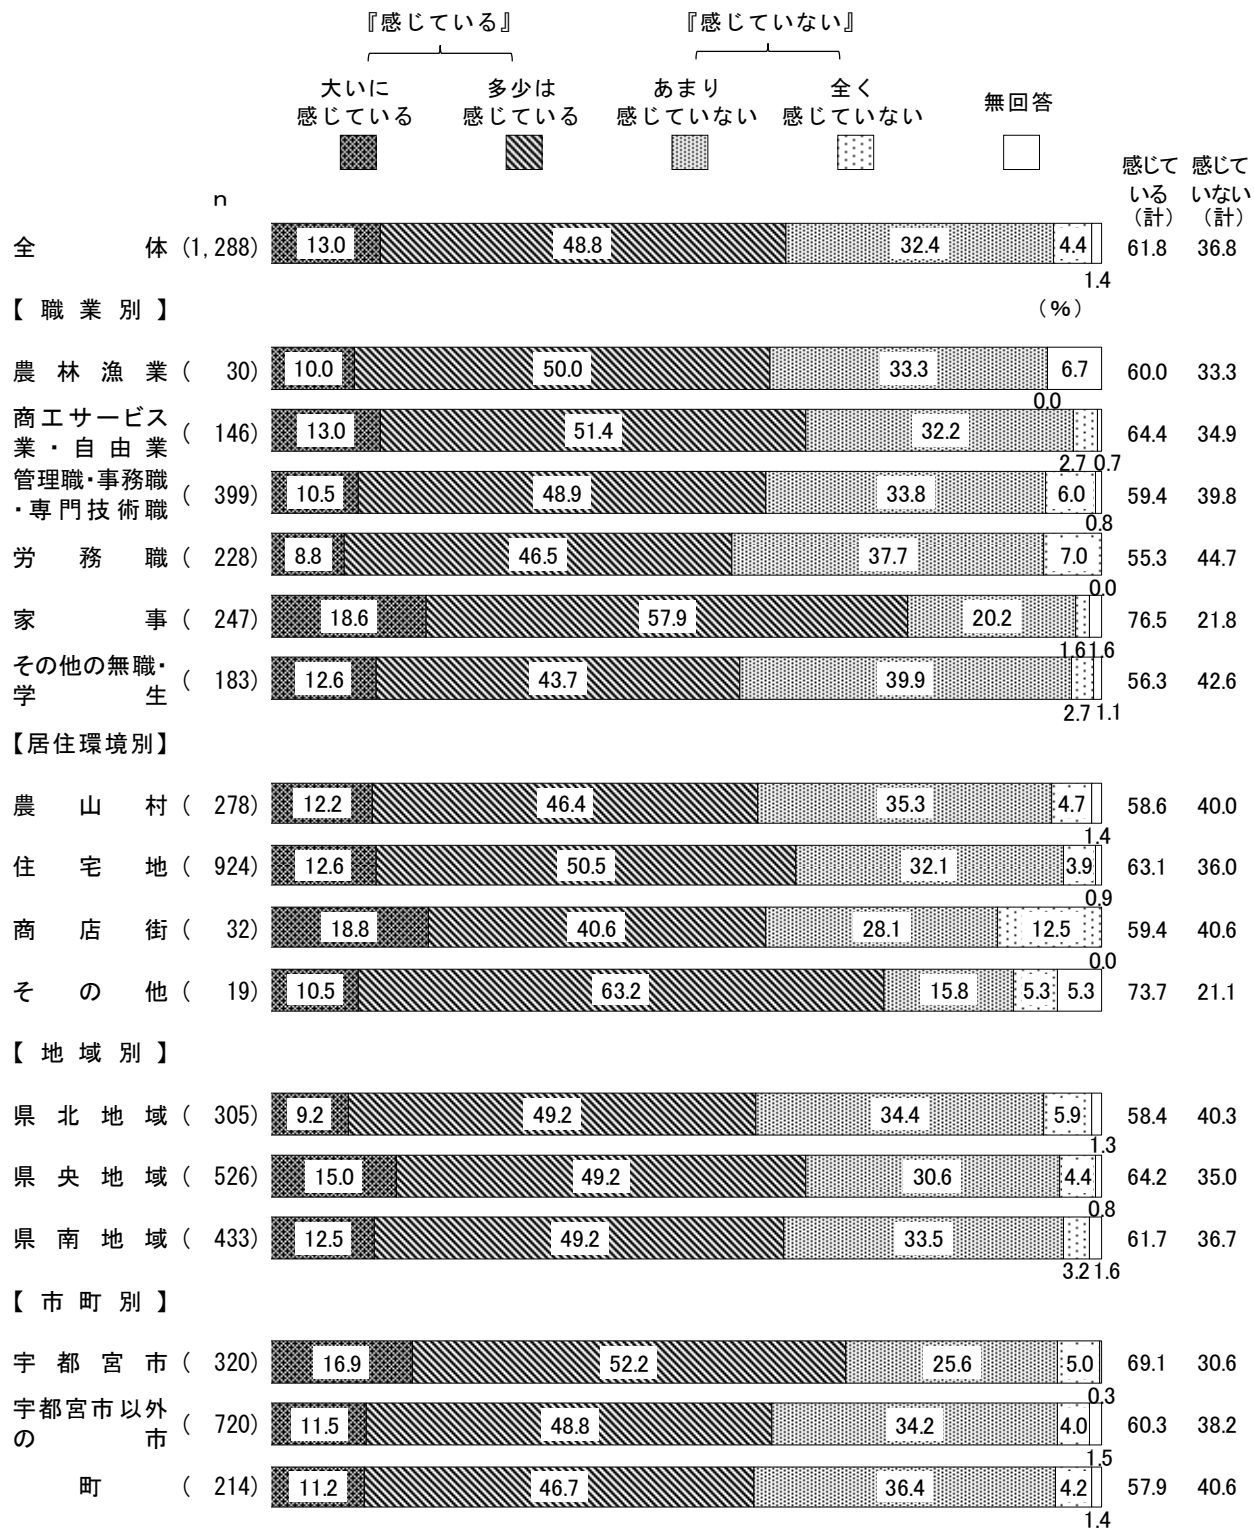 『感じている』 『感じていない』
大いに 多少は あまり 全く
感じている 感じている 感じていない 感じていない 無回答
感じて 感じて
いる いない
n （計） （計）
全体 (1,288) 13.0 48.8 32.4 4.4 61.8 36.8
1.4
【職業別】 （%）
農林漁業 ( 30) 10.0 50.0 33.3 6.7 60.0 33.3
0.0
商工サービス
業・自由業 ( 146) 13.0 51.4 32.2 64.4 34.9
2.7 0.7
管理職・事務職
・専門技術職 ( 399) 10.5 48.9 33.8 6.0 59.4 39.8
0.8
労務職 ( 228) 8.8 46.5 37.7 7.0 55.3 44.7
0.0
家事 ( 247) 18.6 57.9 20.2 76.5 21.8
1.6 1.6
その他の無職・
学生 ( 183) 12.6 43.7 39.9 56.3 42.6
2.7 1.1
【居住環境別】
農山村 ( 278) 12.2 46.4 35.3 4.7 58.6 40.0
1.4
住宅地 ( 924) 12.6 50.5 32.1 3.9 63.1 36.0
0.9
商店街 ( 32) 18.8 40.6 28.1 12.5 59.4 40.6
0.0
その他 ( 19) 10.5 63.2 15.8 5.3 5.3 73.7 21.1
【地域別】
県北地域 ( 305) 9.2 49.2 34.4 5.9 58.4 40.3
1.3
県央地域 ( 526) 15.0 49.2 30.6 4.4 64.2 35.0
0.8
県南地域 ( 433) 12.5 49.2 33.5 61.7 36.7
3.2 1.6
【市町別】
宇都宮市 ( 320) 16.9 52.2 25.6 5.0 69.1 30.6
0.3
宇都宮市以外
の市 ( 720) 11.5 48.8 34.2 4.0 60.3 38.2
1.5
町 ( 214) 11.2 46.7 36.4 4.2 57.9 40.6
1.4